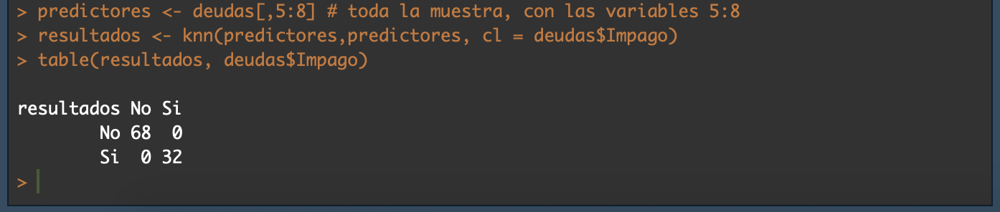 > predictores <- deudas[,5:8] # toda la muestra, con las variables 5:8
> resultados <- knn(predictores,predictores, cl = deudas$Impago)
> table(resultados, deudas$Impago)
resultados No Si
        No 68  0
        Si  0 32
>